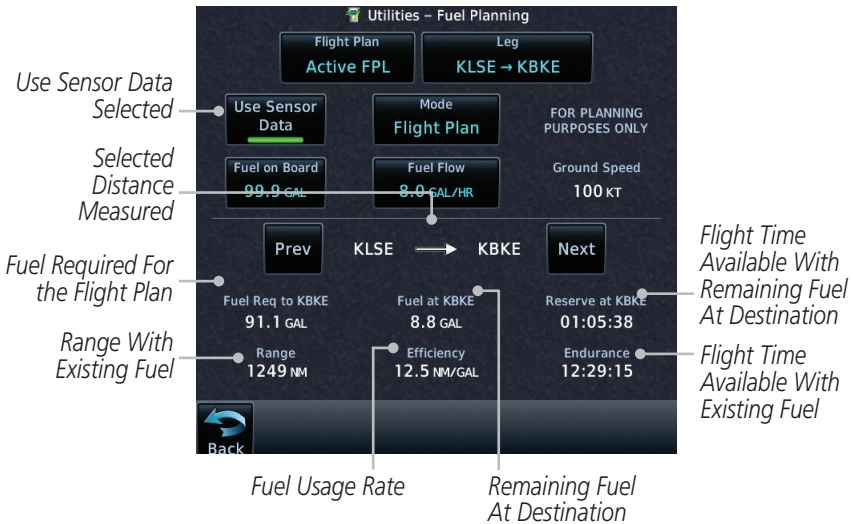 Utilities – Fuel Planning
Flight Plan
Active FPL
Leg
KLSE → KBKE
Use Sensor Data
Selected
Use Sensor
Data
Mode
Flight Plan
FOR PLANNING
PURPOSES ONLY
Selected
Distance
Measured
Fuel on Board
99.9 GAL
Fuel Flow
8.0 GAL/HR
Ground Speed
100 KT
Prev
KLSE → KBKE
Next
Fuel Required For
the Flight Plan
Flight Time
Available With
Remaining Fuel
At Destination
Fuel Req to KBKE
91.1 GAL
Fuel at KBKE
8.8 GAL
Reserve at KBKE
01:05:38
Range With
Existing Fuel
Range
1249 NM
Efficiency
12.5 NM/GAL
Endurance
12:29:15
Flight Time
Available With
Existing Fuel
Back
Fuel Usage Rate
Remaining Fuel
At Destination